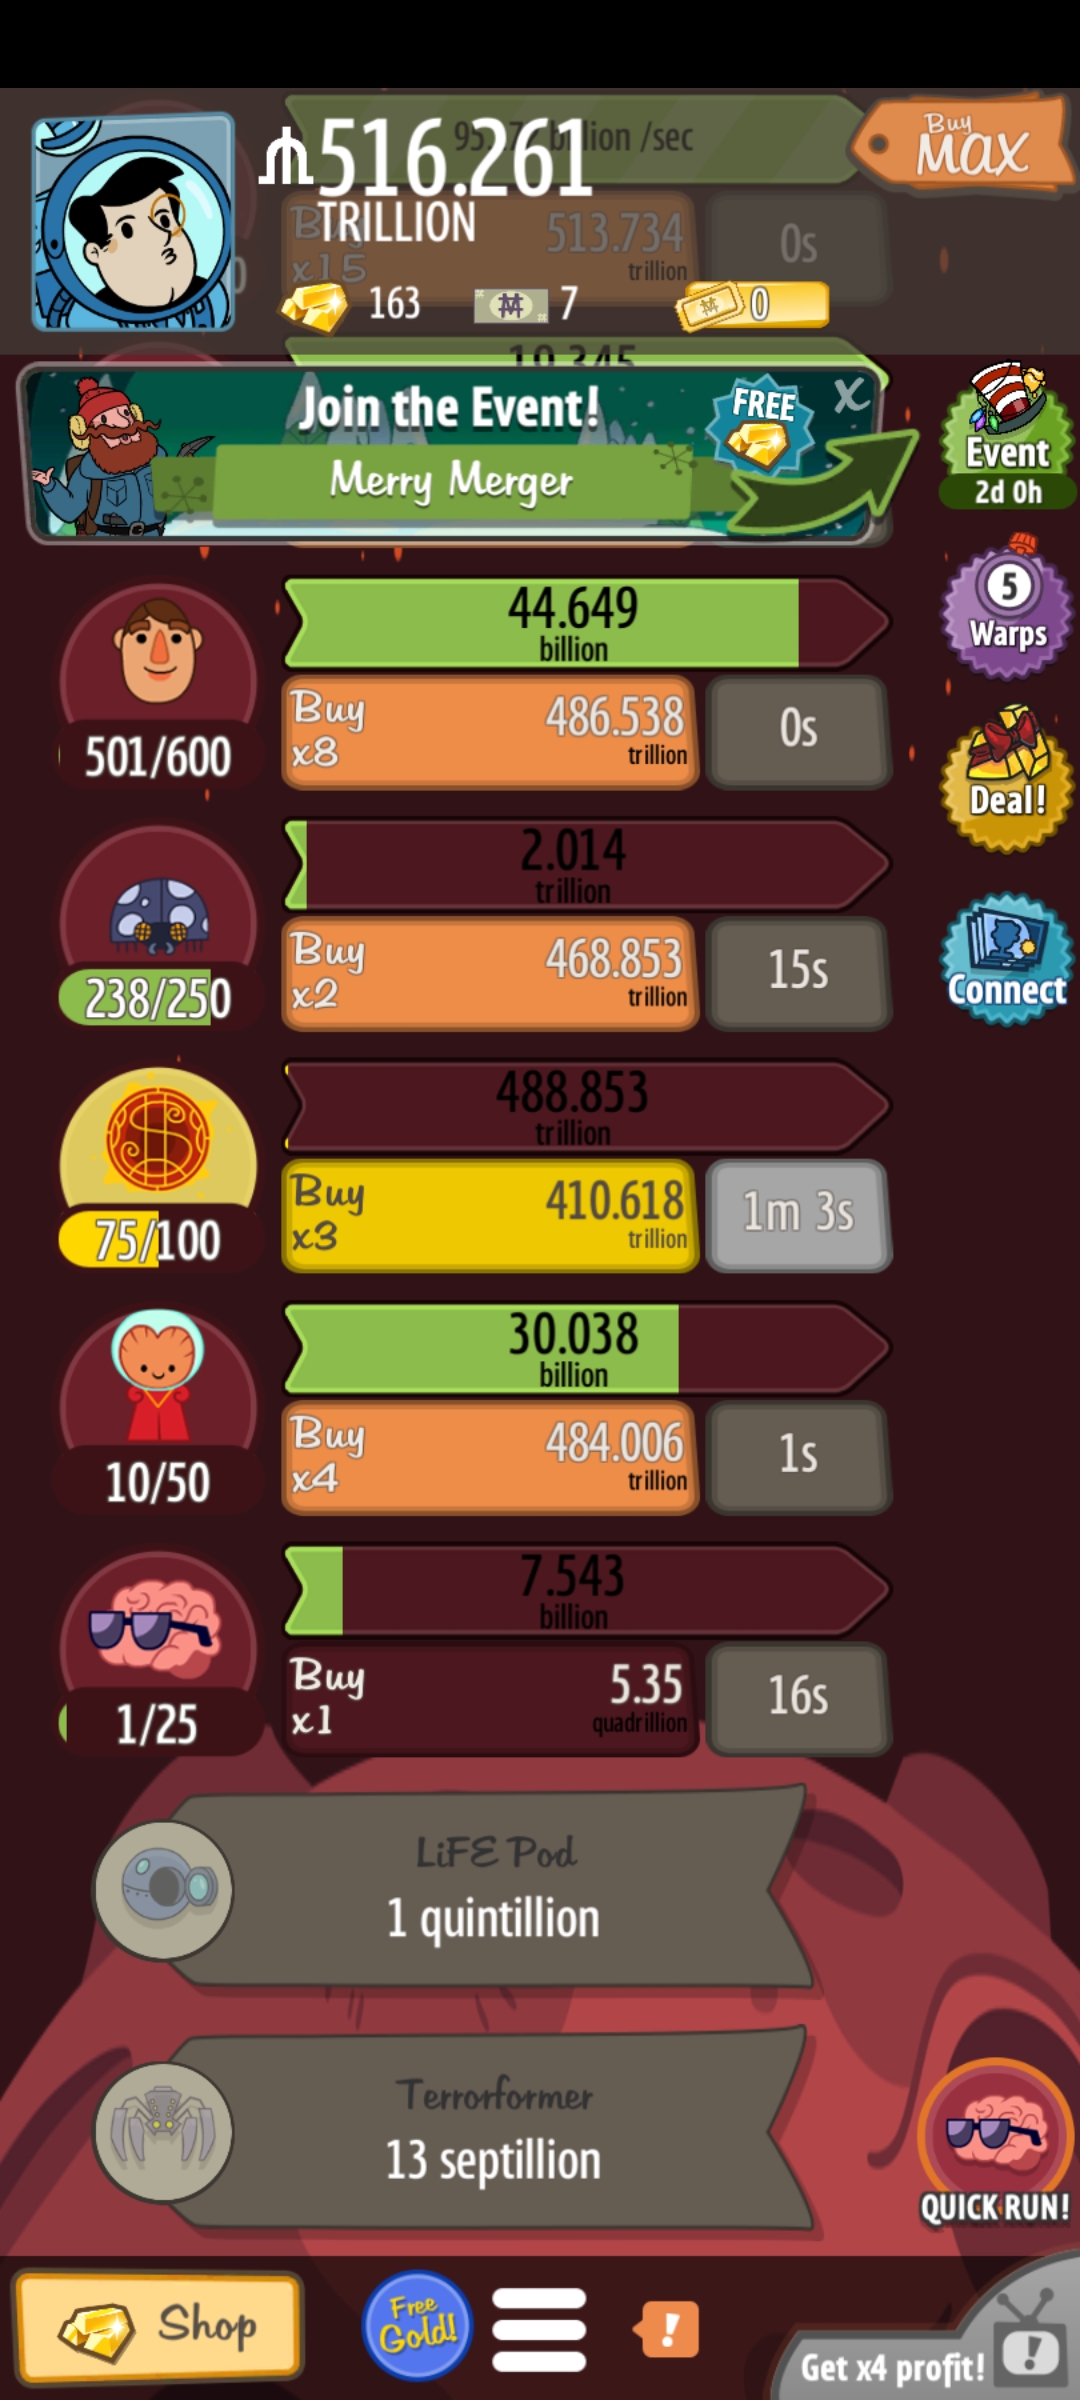 Buy
MAX
516.261
TRILLION
/sec
Buy
x15
513.734
trillion
0s
163
7
0
Join the Event!
FREE
X
Merry Merger
Event
2d 0h
44.649
billion
Buy
x8
486.538
trillion
0s
501/600
5
Warps
2.014
trillion
Buy
x2
468.853
trillion
15s
238/250
Deal!
Connect
488.853
trillion
Buy
x3
410.618
trillion
1m 3s
75/100
30.038
billion
Buy
x4
484.006
trillion
1s
10/50
7.543
billion
Buy
x1
5.35
quadrillion
16s
1/25
LiFE Pod
1 quintillion
Terrorformer
13 septillion
QUICK RUN!
Shop
Free
Gold!
!
Get x4 profit!
!